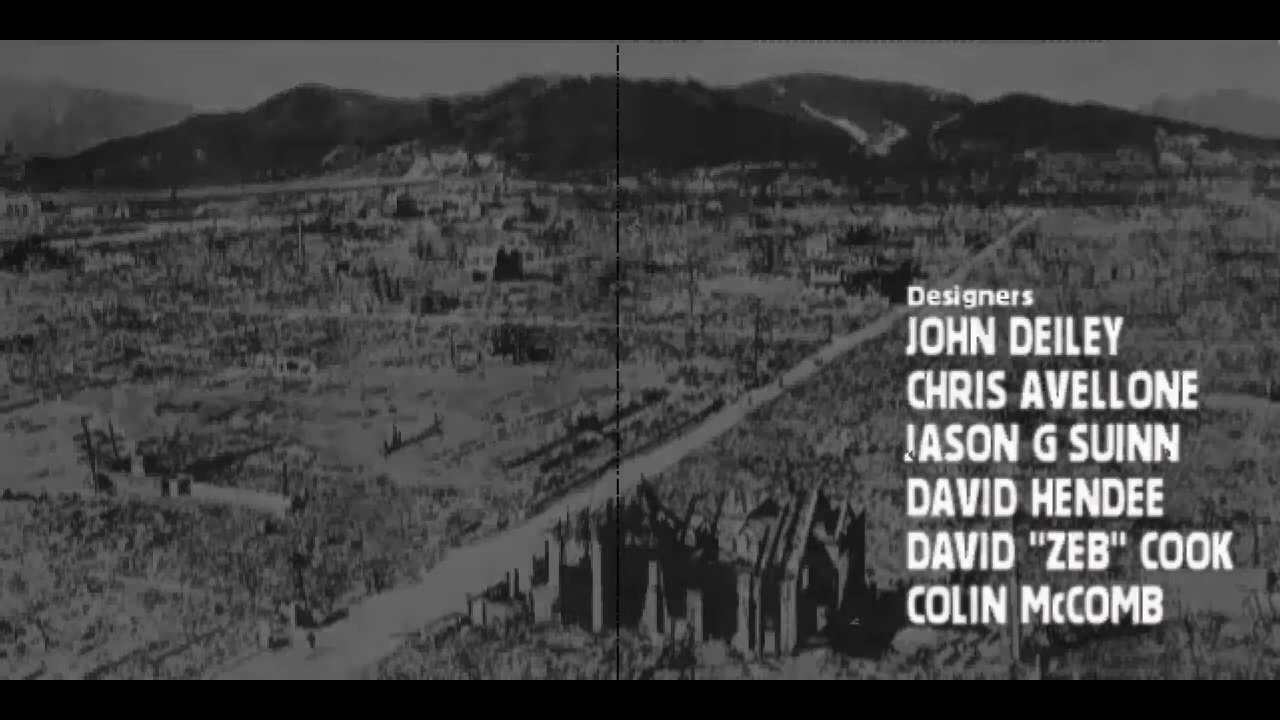 Designers
JOHN DEILEY
CHRIS AVELLONE
JASON G SUINN
DAVID HENDEE
DAVID "ZEB" COOK
COLIN McCOMB